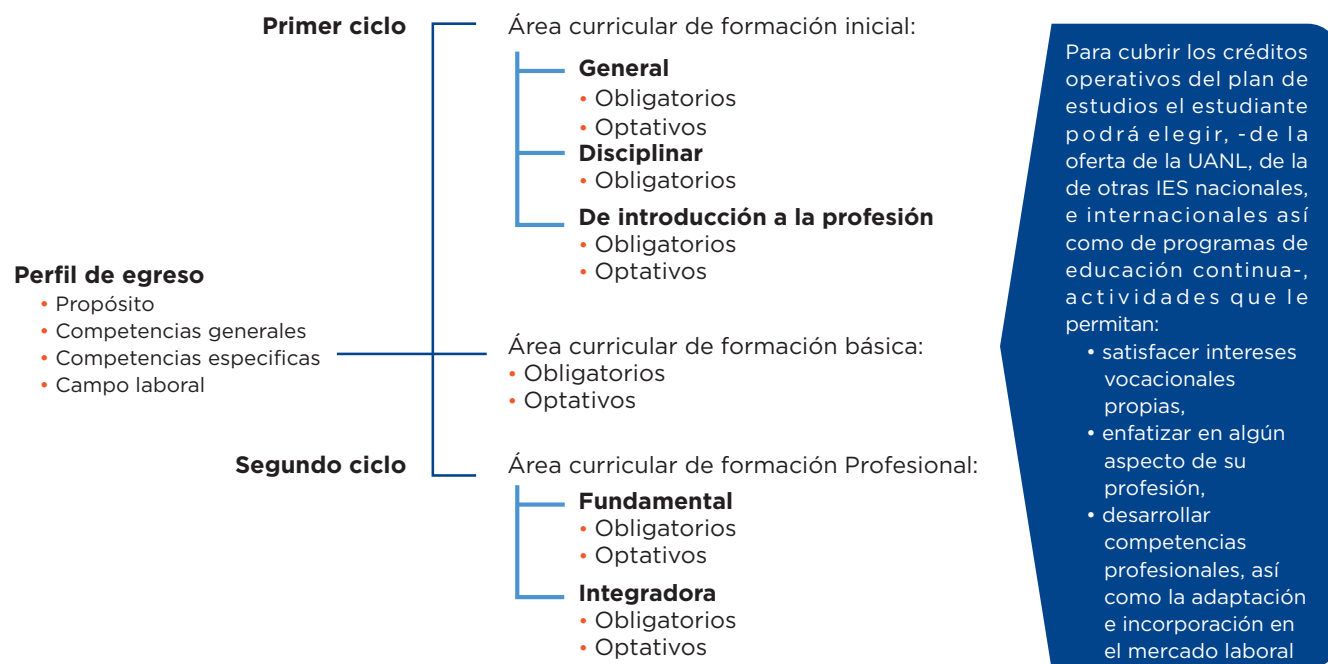 Primer ciclo
Área curricular de formación inicial:
General
• Obligatorios
• Optativos
Disciplinar
• Obligatorios
De introducción a la profesión
• Obligatorios
• Optativos
Perfil de egreso
• Propósito
• Competencias generales
• Competencias especificas
• Campo laboral
Área curricular de formación básica:
• Obligatorios
• Optativos
Segundo ciclo
Área curricular de formación Profesional:
Fundamental
• Obligatorios
• Optativos
Integradora
• Obligatorios
• Optativos
Para cubrir los créditos
operativos del plan de
estudios el estudiante
podrá elegir, -de la
oferta de la UANL, de la
de otras IES nacionales,
e internacionales así
como de programas de
educación continua-,
actividades que le
permitan:
• satisfacer intereses
vocacionales
propias,
• enfatizar en algún
aspecto de su
profesión,
• desarrollar
competencias
profesionales, así
como la adaptación
e incorporación en
el mercado laboral